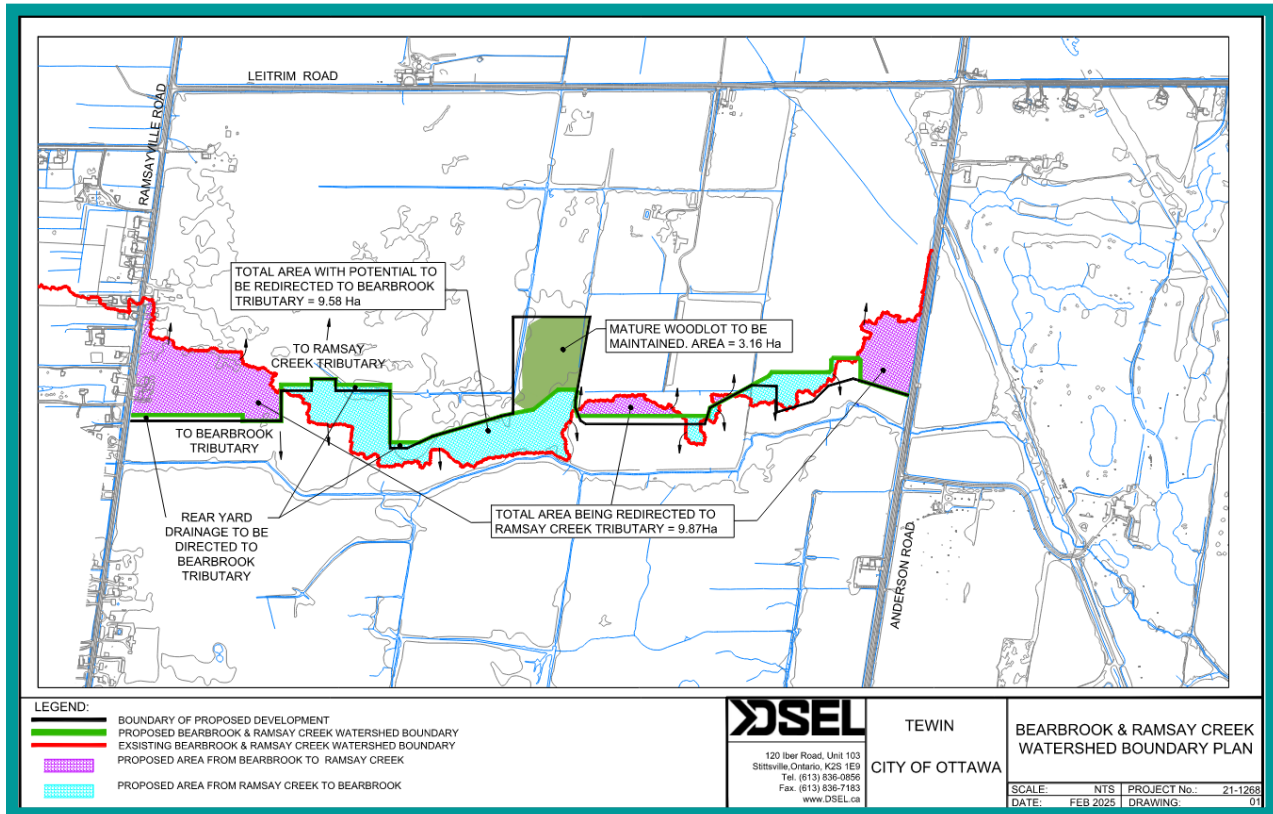 LEITRIM ROAD
RAMSAYVILLE ROAD
TOTAL AREA WITH POTENTIAL TO
BE REDIRECTED TO BEARBROOK
TRIBUTARY = 9.58 Ha
TO RAMSAY
CREEK TRIBUTARY
MATURE WOODLOT TO BE
MAINTAINED. AREA = 3.16 Ha
TO BEARBROOK
TRIBUTARY
REAR YARD
DRAINAGE TO BE
DIRECTED TO
BEARBROOK
TRIBUTARY
TOTAL AREA BEING REDIRECTED TO
RAMSAY CREEK TRIBUTARY = 9.87Ha
ANDERSON ROAD
LEGEND:
BOUNDARY OF PROPOSED DEVELOPMENT
PROPOSED BEARBROOK & RAMSAY CREEK WATERSHED BOUNDARY
EXSISTING BEARBROOK & RAMSAY CREEK WATERSHED BOUNDARY
PROPOSED AREA FROM BEARBROOK TO RAMSAY CREEK
PROPOSED AREA FROM RAMSAY CREEK TO BEARBROOK
DSEL
120 Iber Road, Unit 103
Stittsville,Ontario, K2S 1E9
Tel. (613) 836-0856
Fax. (613) 836-7183
www.DSEL.ca
TEWIN
CITY OF OTTAWA
BEARBROOK & RAMSAY CREEK
WATERSHED BOUNDARY PLAN
SCALE: NTS PROJECT No.: 21-1268
DATE: FEB 2025 DRAWING: 01